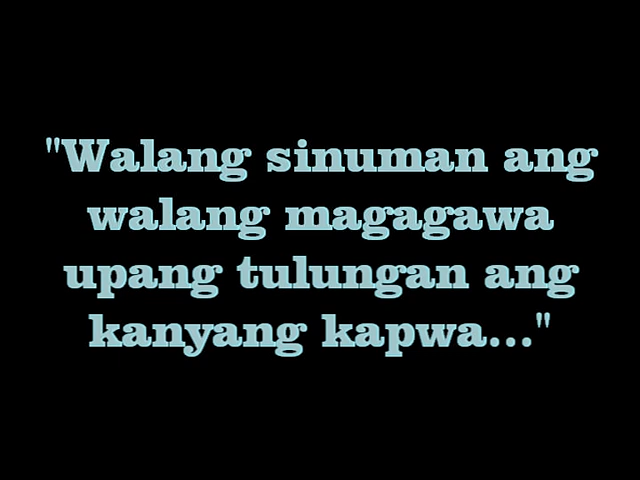 "Walang sinuman ang
walang magagawa
upang tulungan ang
kanyang kapwa..."